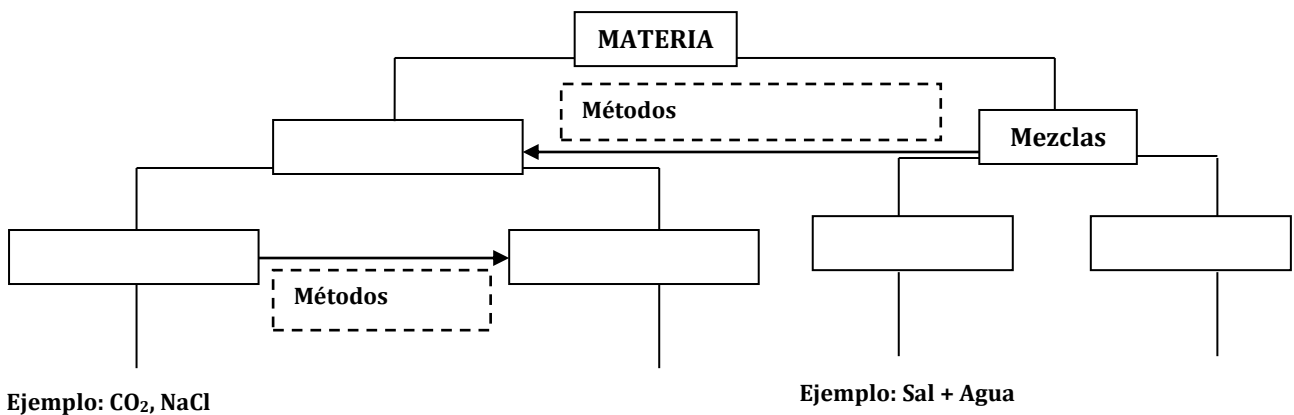 MATERIA
Métodos
Mezclas
Métodos
Ejemplo: CO₂, NaCl
Ejemplo: Sal + Agua